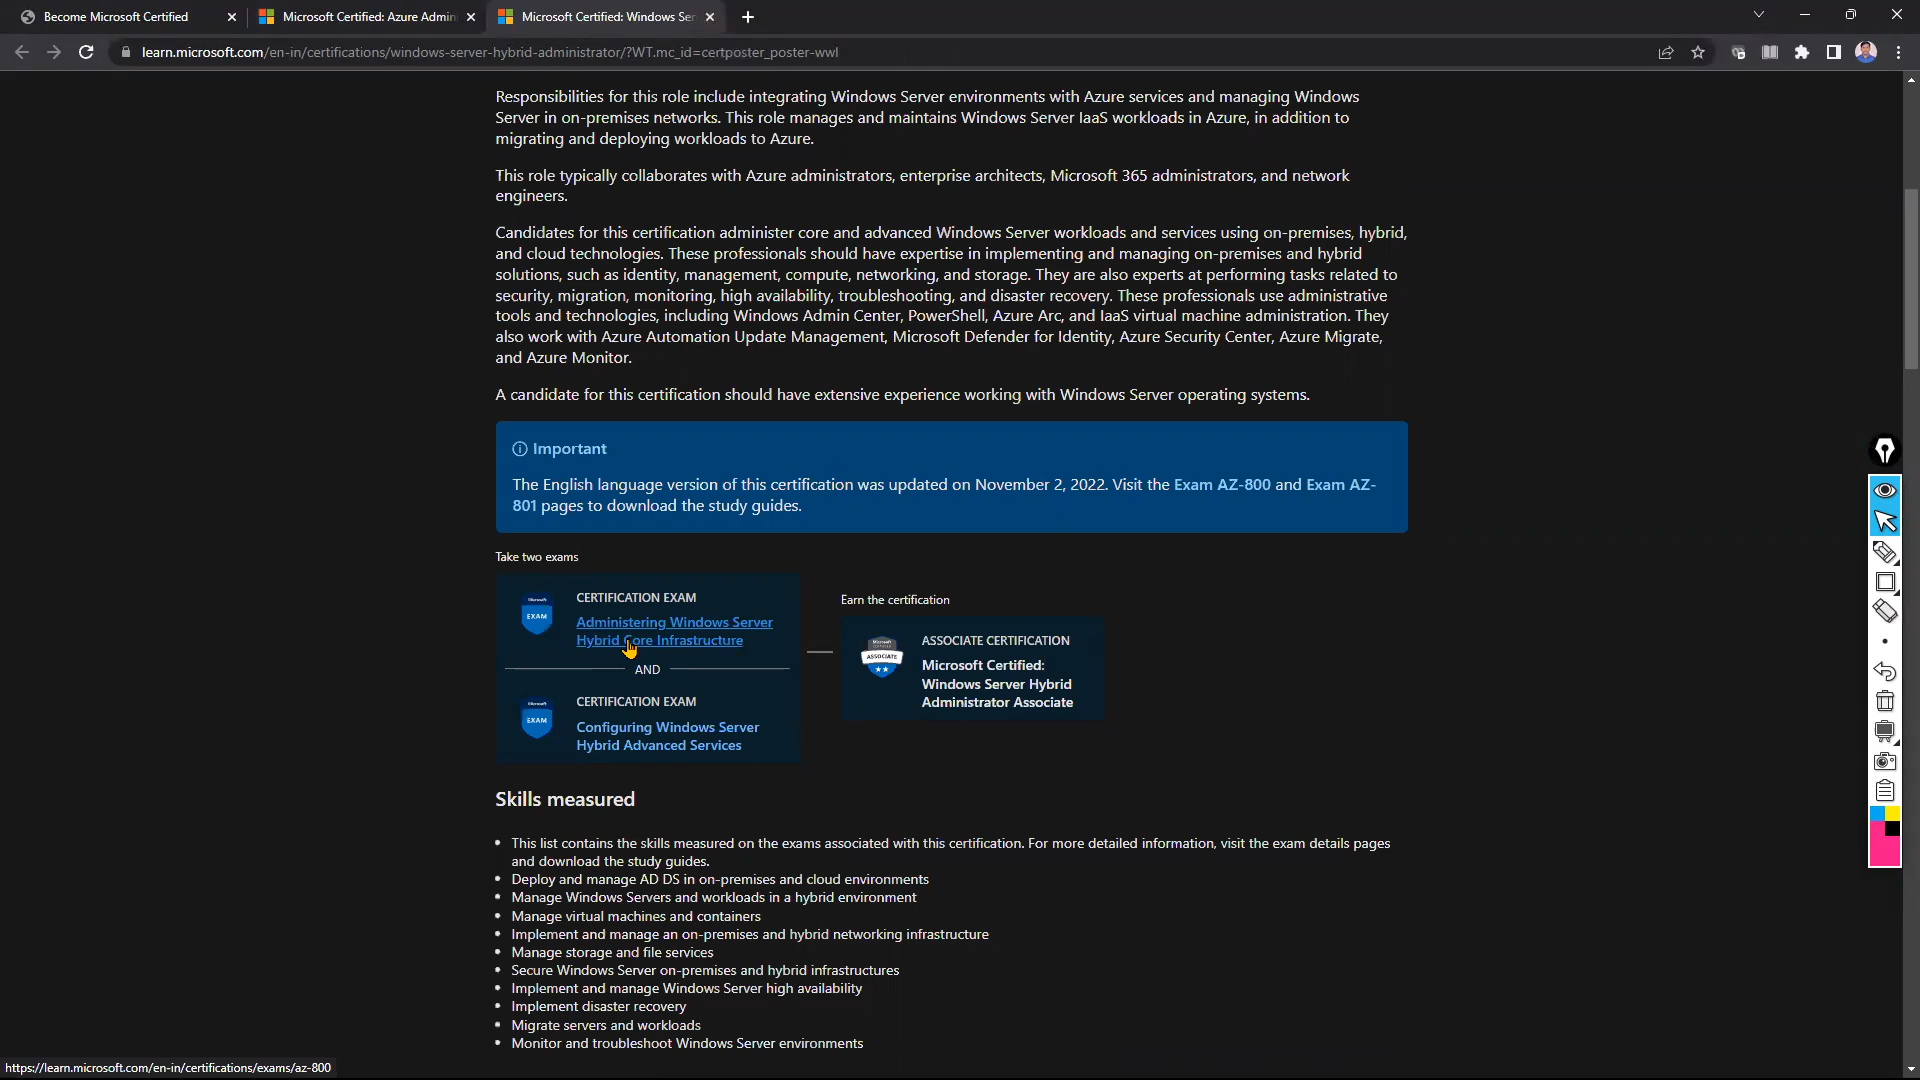 Become Microsoft Certified
Microsoft Certified: Azure Admin
Microsoft Certified: Windows Ser
learn.microsoft.com/en-in/certifications/windows-server-hybrid-administrator/?WT.mc_id=certposter_poster-wwl
Responsibilities for this role include integrating Windows Server environments with Azure services and managing Windows
Server in on-premises networks. This role manages and maintains Windows Server IaaS workloads in Azure, in addition to
migrating and deploying workloads to Azure.
This role typically collaborates with Azure administrators, enterprise architects, Microsoft 365 administrators, and network
engineers.
Candidates for this certification administer core and advanced Windows Server workloads and services using on-premises, hybrid,
and cloud technologies. These professionals should have expertise in implementing and managing on-premises and hybrid
solutions, such as identity, management, compute, networking, and storage. They are also experts at performing tasks related to
security, migration, monitoring, high availability, troubleshooting, and disaster recovery. These professionals use administrative
tools and technologies, including Windows Admin Center, PowerShell, Azure Arc, and IaaS virtual machine administration. They
also work with Azure Automation Update Management, Microsoft Defender for Identity, Azure Security Center, Azure Migrate,
and Azure Monitor.
A candidate for this certification should have extensive experience working with Windows Server operating systems.
Important
The English language version of this certification was updated on November 2, 2022. Visit the Exam AZ-800 and Exam AZ-
801 pages to download the study guides.
Take two exams
Microsoft
EXAM
CERTIFICATION EXAM
Administering Windows Server
Hybrid Core Infrastructure
AND
Microsoft
EXAM
CERTIFICATION EXAM
Configuring Windows Server
Hybrid Advanced Services
Earn the certification
Microsoft
ASSOCIATE
ASSOCIATE CERTIFICATION
Microsoft Certified:
Windows Server Hybrid
Administrator Associate
Skills measured
• This list contains the skills measured on the exams associated with this certification. For more detailed information, visit the exam details pages
and download the study guides.
• Deploy and manage AD DS in on-premises and cloud environments
• Manage Windows Servers and workloads in a hybrid environment
• Manage virtual machines and containers
• Implement and manage an on-premises and hybrid networking infrastructure
• Manage storage and file services
• Secure Windows Server on-premises and hybrid infrastructures
• Implement and manage Windows Server high availability
• Implement disaster recovery
• Migrate servers and workloads
• Monitor and troubleshoot Windows Server environments
https://learn.microsoft.com/en-in/certifications/exams/az-800